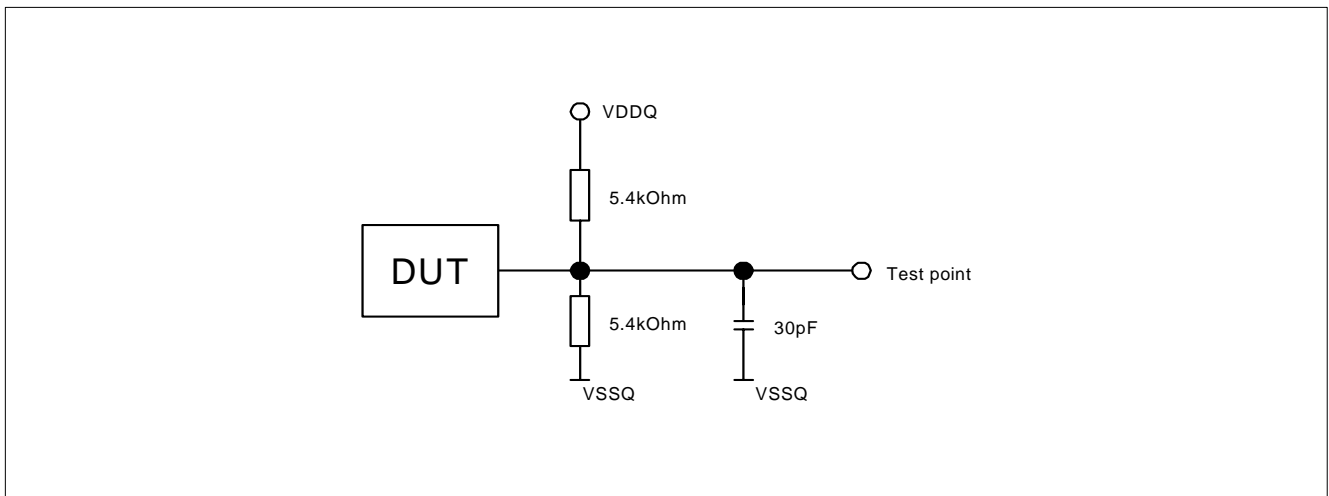 VDDQ
5.4kOhm
DUT
Test point
5.4kOhm
30pF
VSSQ
VSSQ